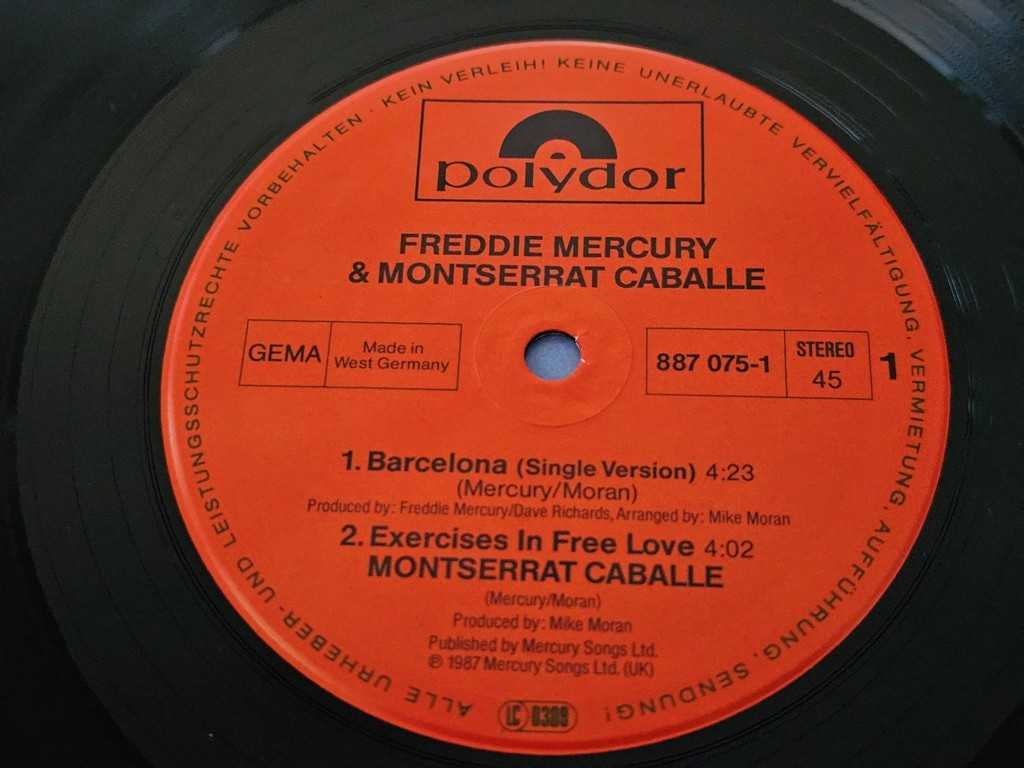 ALLE URHEBER- UND LEISTUNGSSCHUTZRECHTE VORBEHALTEN · KEIN VERLEIH! KEINE UNERLAUBTE VERVIELFÄLTIGUNG, VERMIETUNG, AUFFÜHRUNG, SENDUNG!
polydor
FREDDIE MERCURY
& MONTSERRAT CABALLE
GEMA
Made in
West Germany
887 075-1
STEREO
45
1
1. Barcelona (Single Version) 4:23
(Mercury/Moran)
Produced by: Freddie Mercury/Dave Richards, Arranged by: Mike Moran
2. Exercises In Free Love 4:02
MONTSERRAT CABALLE
(Mercury/Moran)
Produced by: Mike Moran
Published by Mercury Songs Ltd.
℗ 1987 Mercury Songs Ltd. (UK)
LC 0309